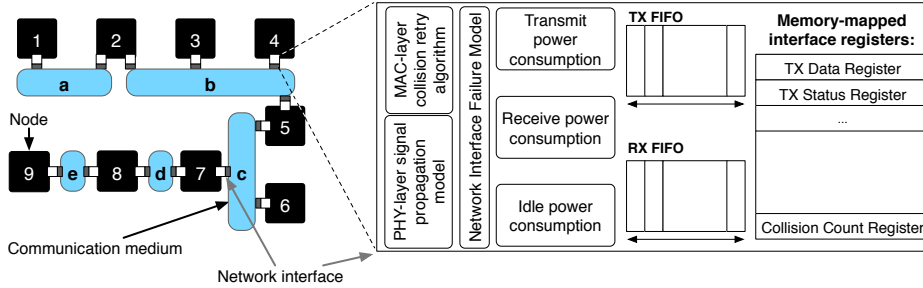 1
2
3
4
a
b
Node
5
9
e
8
d
7
c
6
Communication medium
Network interface
MAC-layer
collision retry
algorithm
PHY-layer signal
propagation
model
Network Interface Failure Model
Transmit
power
consumption
Receive power
consumption
Idle power
consumption
TX FIFO
RX FIFO
Memory-mapped
interface registers:
TX Data Register
TX Status Register
...
Collision Count Register